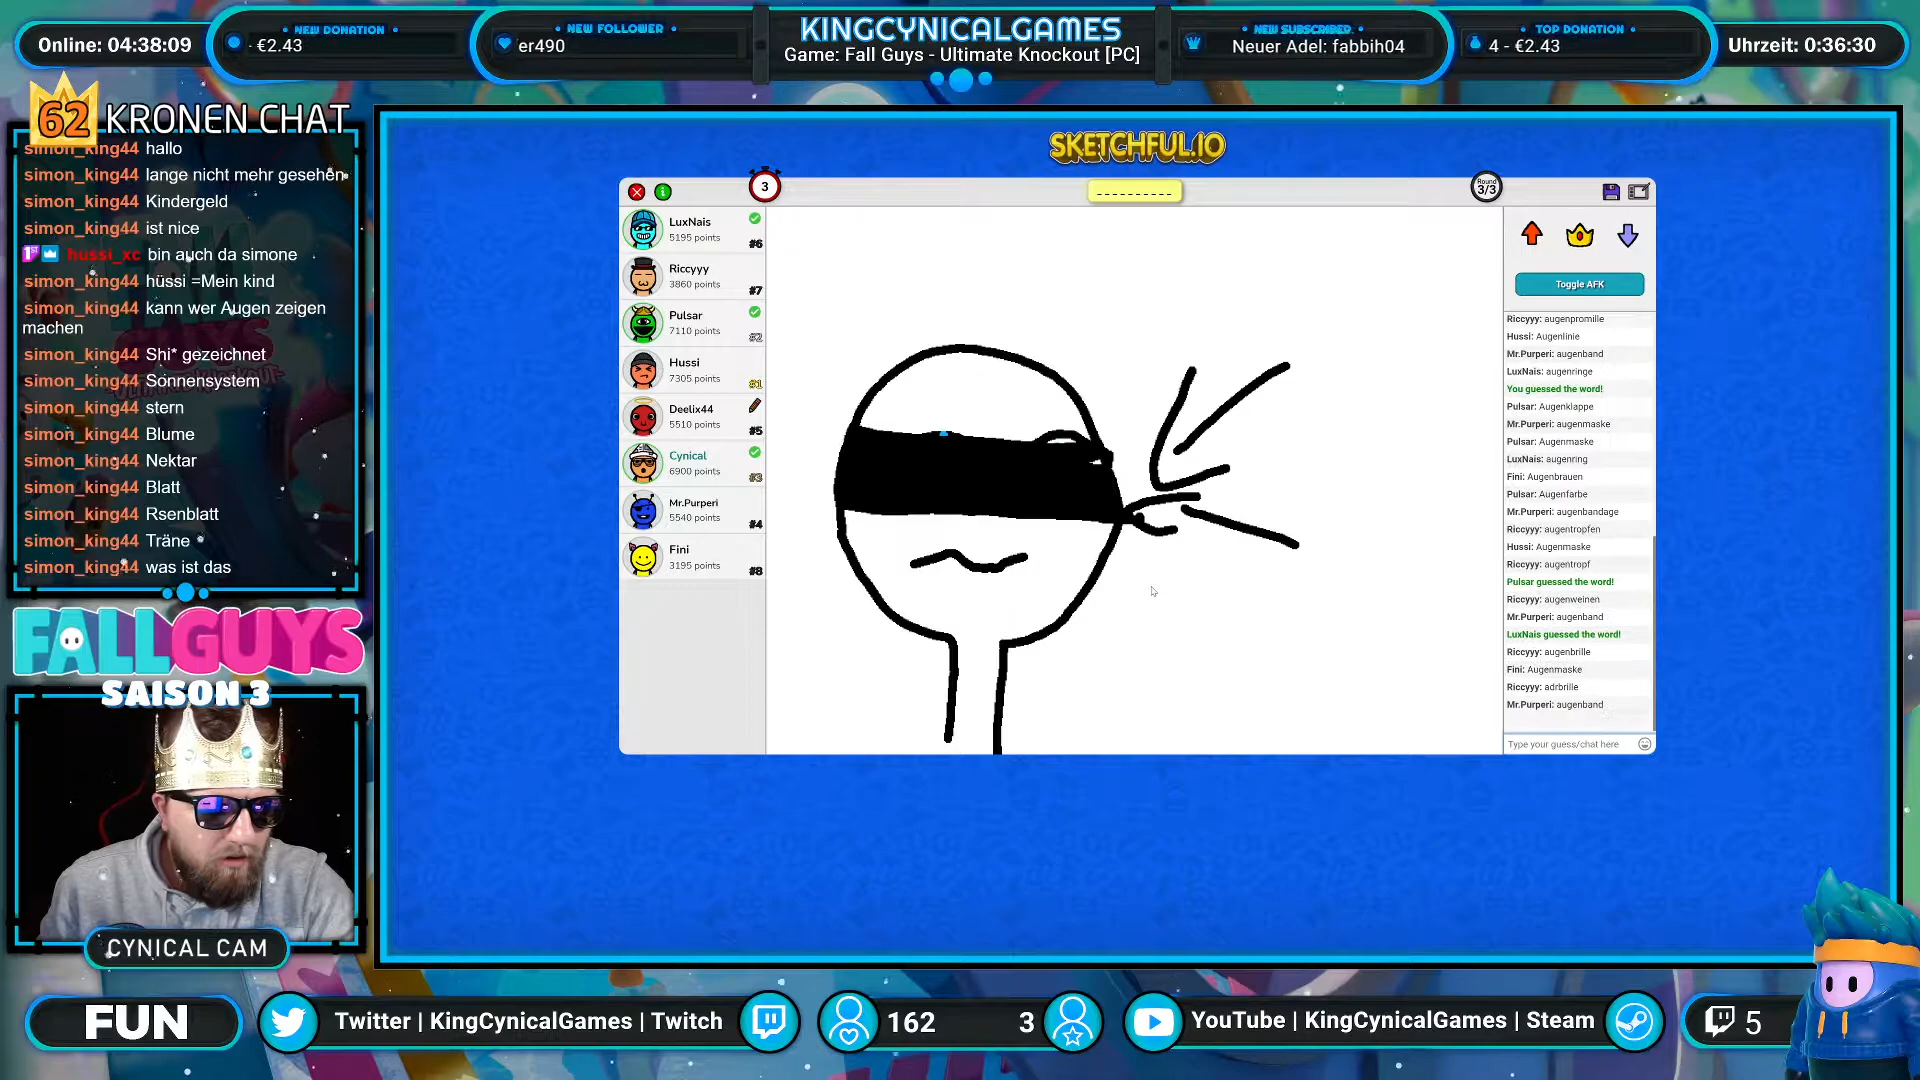 Online: 04:38:09
NEW DONATION
- €2.43
NEW FOLLOWER
er490
KINGCYNICALGAMES
Game: Fall Guys - Ultimate Knockout [PC]
NEW SUBSCRIBER
Neuer Adel: fabbih04
TOP DONATION
4 - €2.43
Uhrzeit: 0:36:30
62 KRONEN CHAT
simon_king44 hallo
simon_king44 lange nicht mehr gesehen
simon_king44 Kindergeld
simon_king44 ist nice
hussi_xc bin auch da simone
simon_king44 hüssi =Mein kind
simon_king44 kann wer Augen zeigen
machen
simon_king44 Shi* gezeichnet
simon_king44 Sonnensystem
simon_king44 stern
simon_king44 Blume
simon_king44 Nektar
simon_king44 Blatt
simon_king44 Rsenblatt
simon_king44 Träne
simon_king44 was ist das
FALL GUYS
SAISON 3
CYNICAL CAM
SKETCHFUL.IO
3
_ _ _ _ _ _ _ _ _ _
Round
3/3
LuxNais
5195 points
#6
Riccyyy
3860 points
#7
Pulsar
7110 points
#2
Hussi
7305 points
#1
Deelix44
5510 points
#5
Cynical
6900 points
#3
Mr.Purperi
5540 points
#4
Fini
3195 points
#8
Toggle AFK
Riccyyy: augenpromille
Hussi: Augenlinie
Mr.Purperi: augenband
LuxNais: augenringe
You guessed the word!
Pulsar: Augenklappe
Mr.Purperi: augenmaske
Pulsar: Augenmaske
LuxNais: augenring
Fini: Augenbrauen
Pulsar: Augenfarbe
Mr.Purperi: augenbandage
Riccyyy: augentropfen
Hussi: Augenmaske
Riccyyy: augentropf
Pulsar guessed the word!
Riccyyy: augenweinen
Mr.Purperi: augenband
LuxNais guessed the word!
Riccyyy: augenbrille
Fini: Augenmaske
Riccyyy: adrbrille
Mr.Purperi: augenband
Type your guess/chat here
FUN
Twitter | KingCynicalGames | Twitch
162
3
YouTube | KingCynicalGames | Steam
5